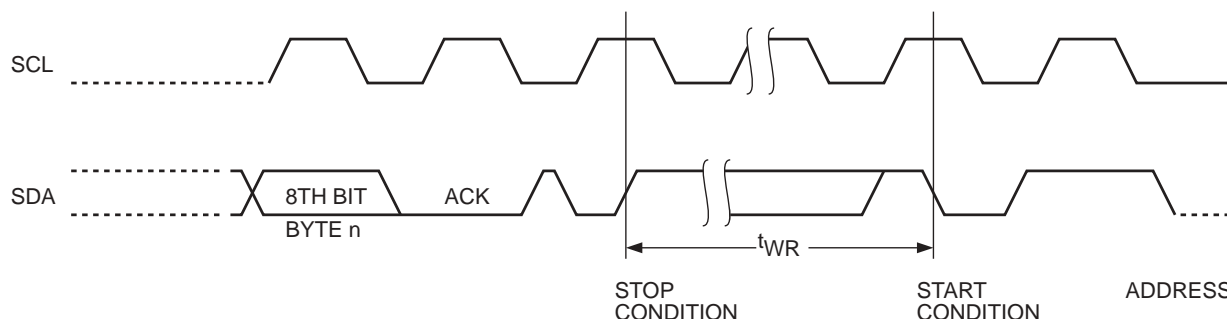 SCL
SDA
8TH BIT
ACK
BYTE n
tWR
STOP
CONDITION
START
CONDITION
ADDRESS